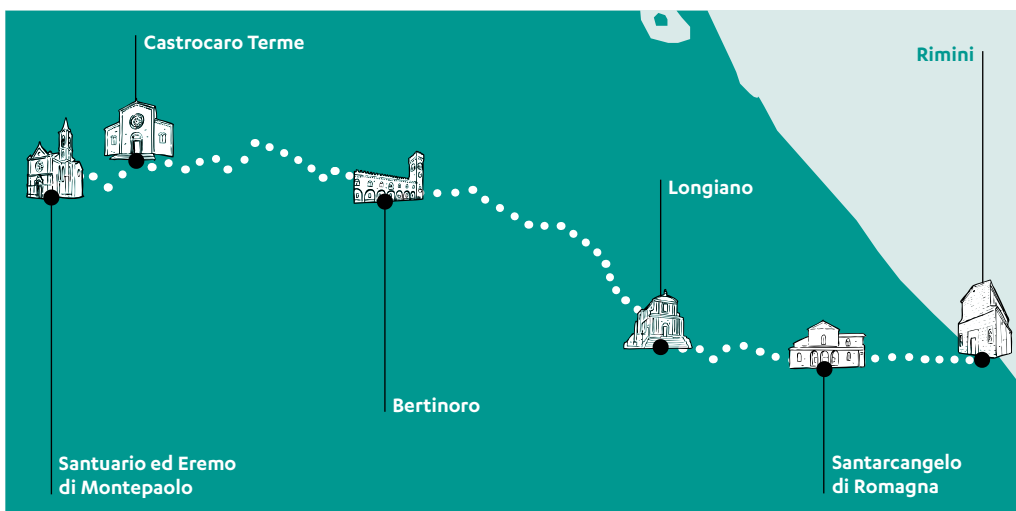 Castrocaro Terme
Rimini
Longiano
Bertinoro
Santuario ed Eremo
di Montepaolo
Santarcangelo
di Romagna